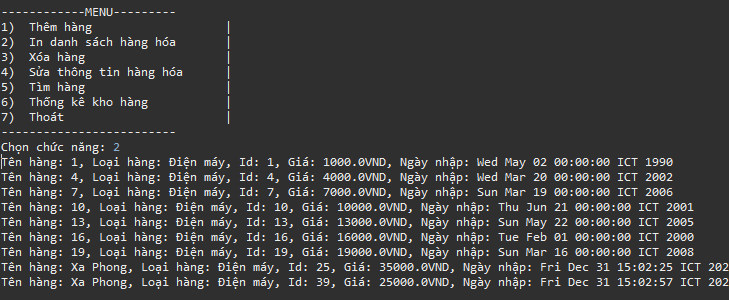 ------------MENU---------
1)  Thêm hàng                |
2)  In danh sách hàng hóa    |
3)  Xóa hàng                 |
4)  Sửa thông tin hàng hóa   |
5)  Tìm hàng                 |
6)  Thống kê kho hàng        |
7)  Thoát                    |
-------------------------
Chọn chức năng: 2
Tên hàng: 1, Loại hàng: Điện máy, Id: 1, Giá: 1000.0VND, Ngày nhập: Wed May 02 00:00:00 ICT 1990
Tên hàng: 4, Loại hàng: Điện máy, Id: 4, Giá: 4000.0VND, Ngày nhập: Wed Mar 20 00:00:00 ICT 2002
Tên hàng: 7, Loại hàng: Điện máy, Id: 7, Giá: 7000.0VND, Ngày nhập: Sun Mar 19 00:00:00 ICT 2006
Tên hàng: 10, Loại hàng: Điện máy, Id: 10, Giá: 10000.0VND, Ngày nhập: Thu Jun 21 00:00:00 ICT 2001
Tên hàng: 13, Loại hàng: Điện máy, Id: 13, Giá: 13000.0VND, Ngày nhập: Sun May 22 00:00:00 ICT 2005
Tên hàng: 16, Loại hàng: Điện máy, Id: 16, Giá: 16000.0VND, Ngày nhập: Tue Feb 01 00:00:00 ICT 2000
Tên hàng: 19, Loại hàng: Điện máy, Id: 19, Giá: 19000.0VND, Ngày nhập: Sun Mar 16 00:00:00 ICT 2008
Tên hàng: Xa Phong, Loại hàng: Điện máy, Id: 25, Giá: 35000.0VND, Ngày nhập: Fri Dec 31 15:02:25 ICT 202
Tên hàng: Xa Phong, Loại hàng: Điện máy, Id: 39, Giá: 25000.0VND, Ngày nhập: Fri Dec 31 15:02:57 ICT 202